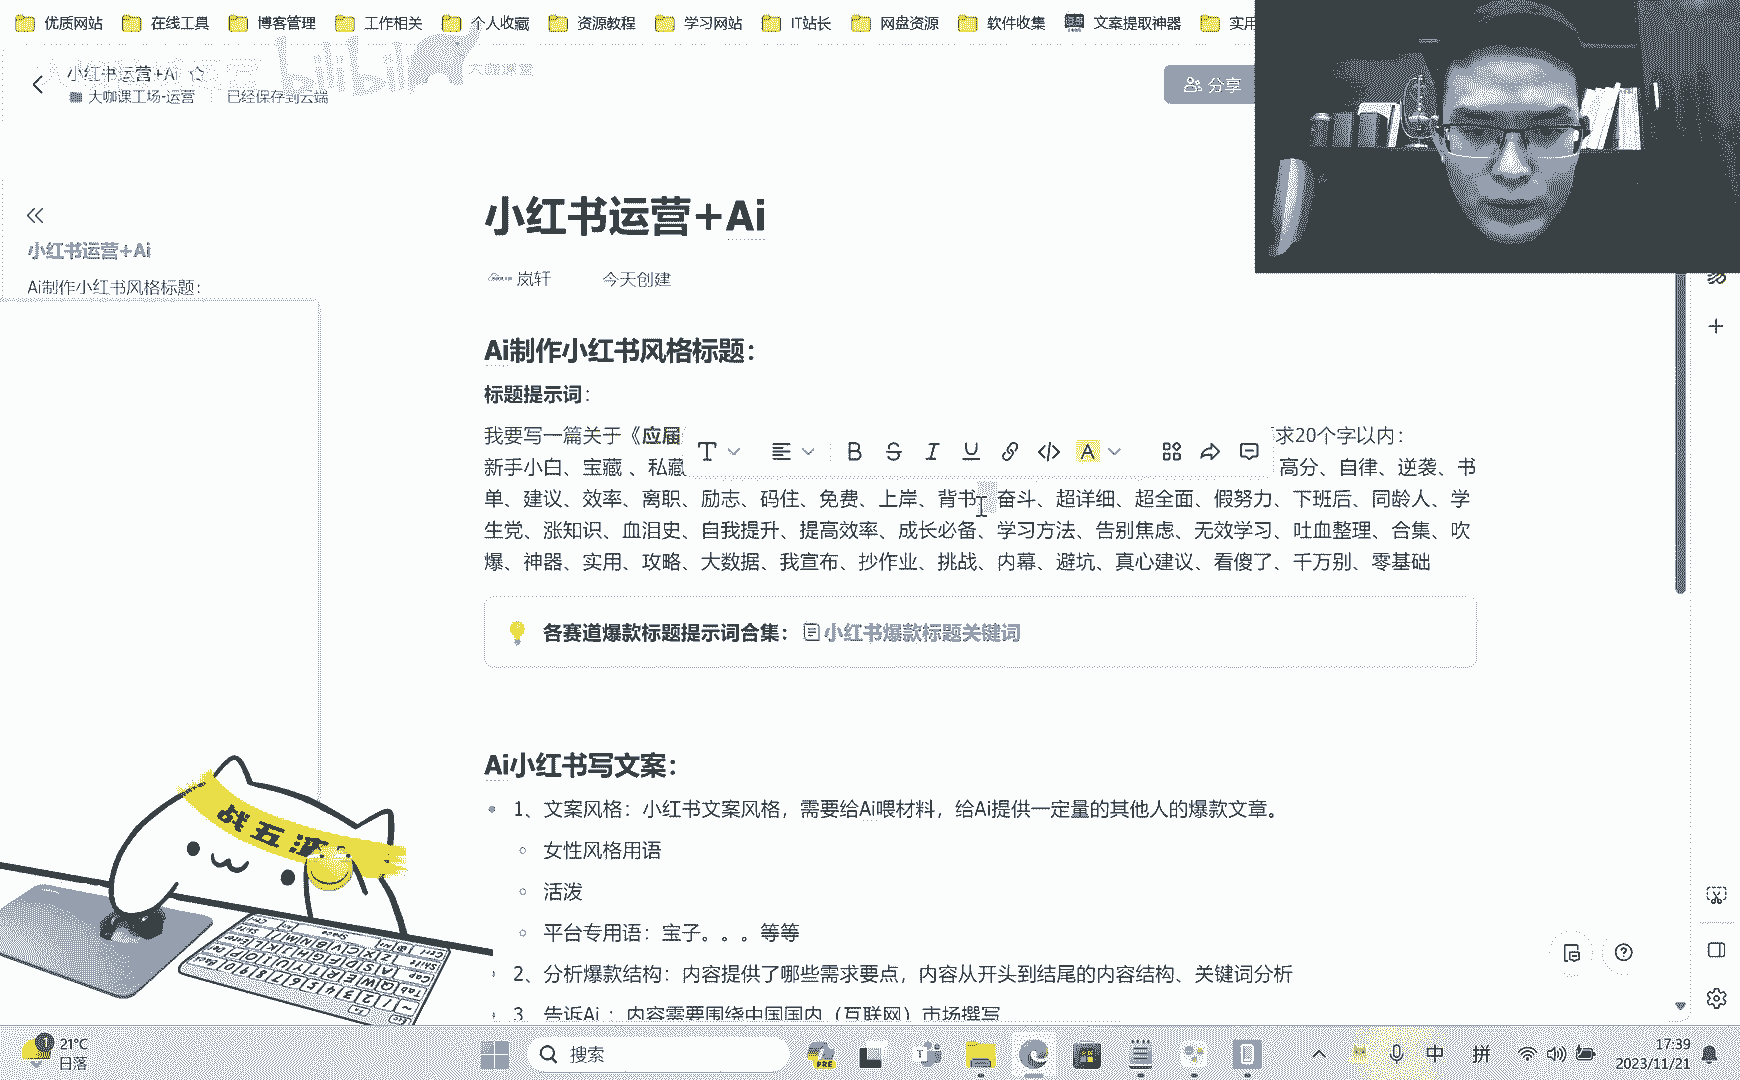 优质网站 在线工具 博客管理 工作相关 个人收藏 资源教程 学习网站 IT站长 网盘资源 软件收集 文案提取神器 实用
小红书运营+Ai
bilibili 大咖课堂
大咖课工场-运营 已经保存到云端
分享
小红书运营+Ai
Ai制作小红书风格标题:
小红书运营+Ai
岚轩 今天创建
Ai制作小红书风格标题：
标题提示词：
我要写一篇关于《应届 求20个字以内：
新手小白、宝藏 、私藏 高分、自律、逆袭、书
单、建议、效率、离职、励志、码住、免费、上岸、背书、奋斗、超详细、超全面、假努力、下班后、同龄人、学
生党、涨知识、血泪史、自我提升、提高效率、成长必备、学习方法、告别焦虑、无效学习、吐血整理、合集、吹
爆、神器、实用、攻略、大数据、我宣布、抄作业、挑战、内幕、避坑、真心建议、看傻了、千万别、零基础
各赛道爆款标题提示词合集： 小红书爆款标题关键词
Ai小红书写文案：
1、文案风格：小红书文案风格，需要给Ai喂材料，给Ai提供一定量的其他人的爆款文章。
女性风格用语
活泼
平台专用语：宝子。。。等等
2、分析爆款结构：内容提供了哪些需求要点，内容从开头到结尾的内容结构、关键词分析
3、告诉Ai ：内容需要围绕中国国内（互联网）市场撰写
战五渣
21°C
日落
搜索
PRE
中 拼
17:39
2023/11/21